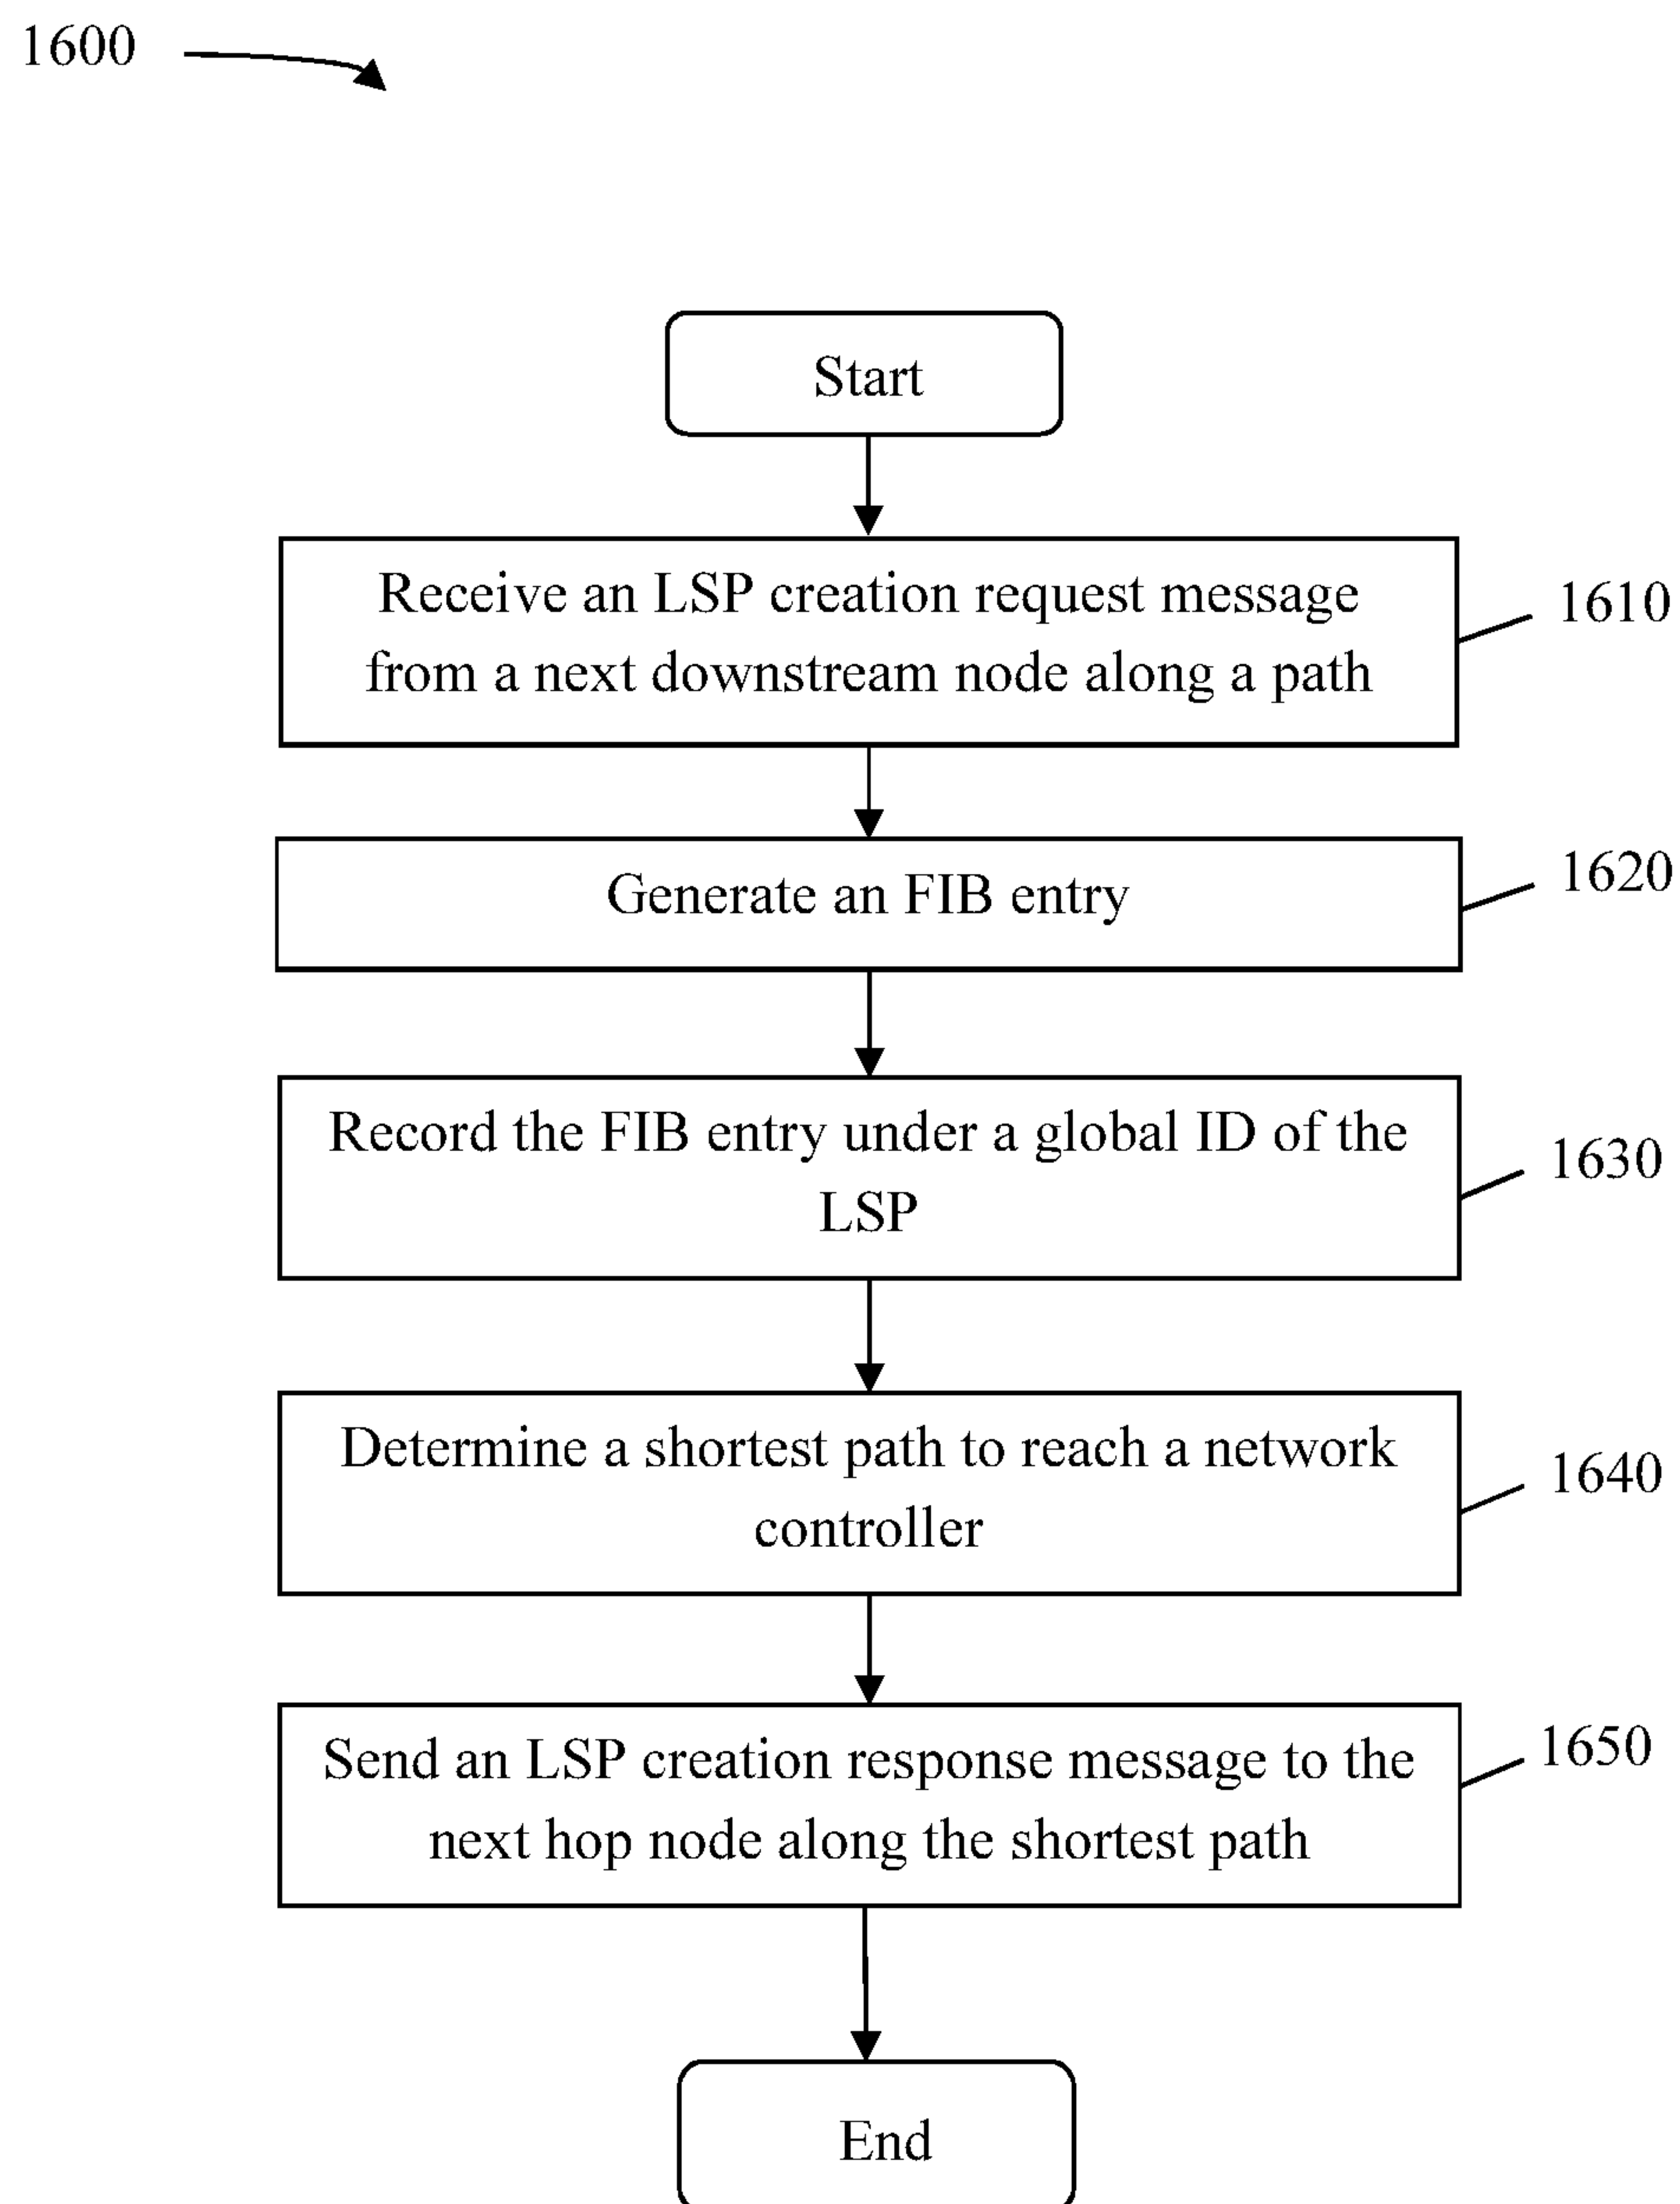 1600
Start
Receive an LSP creation request message
from a next downstream node along a path
1610
Generate an FIB entry
1620
Record the FIB entry under a global ID of the
LSP
1630
Determine a shortest path to reach a network
controller
1640
Send an LSP creation response message to the
next hop node along the shortest path
1650
End